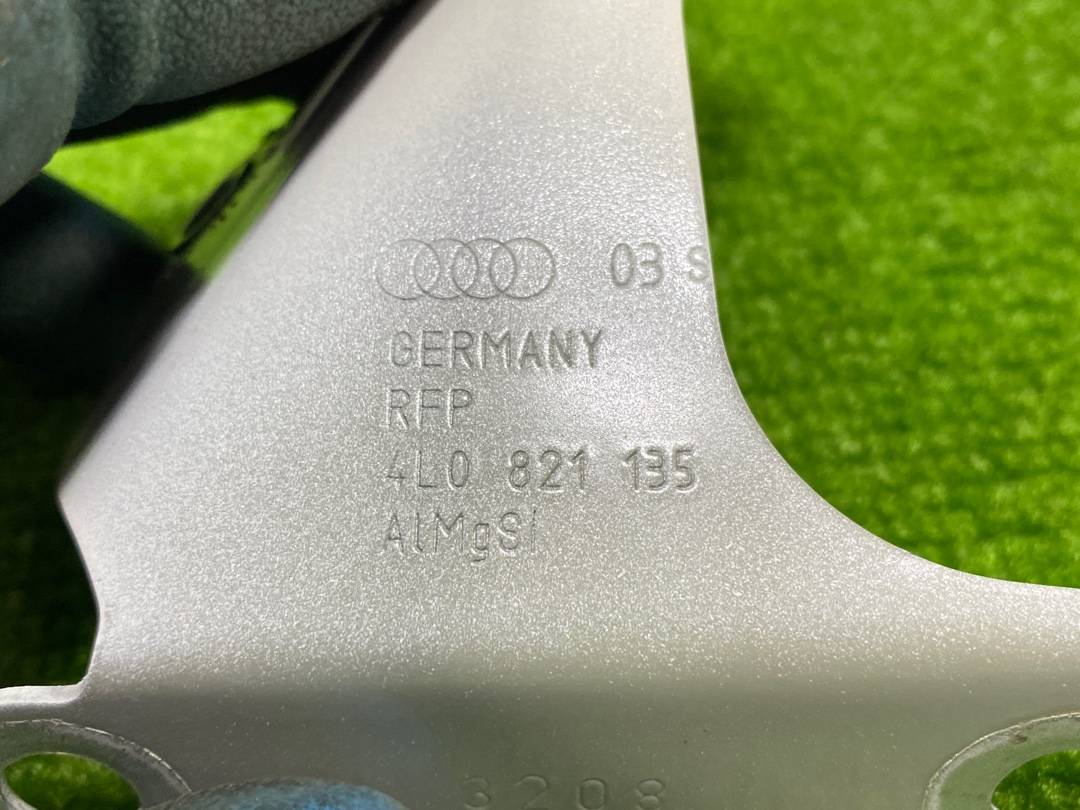 03 S
GERMANY
RFP
4L0 821 135
AlMgSi
3208